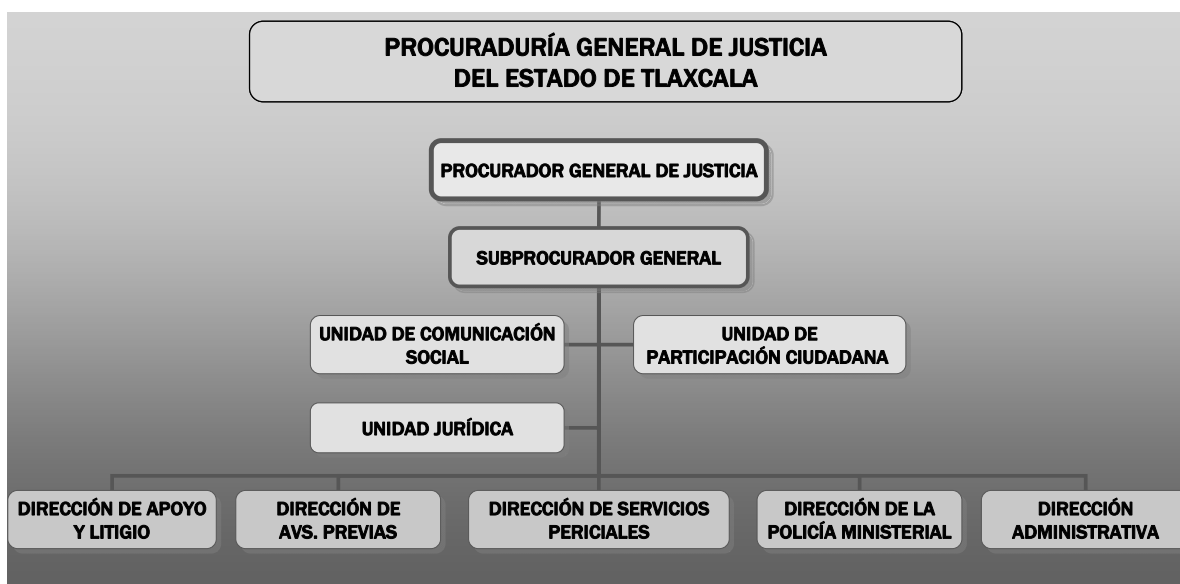 PROCURADURÍA GENERAL DE JUSTICIA
DEL ESTADO DE TLAXCALA
PROCURADOR GENERAL DE JUSTICIA
SUBPROCURADOR GENERAL
UNIDAD DE COMUNICACIÓN
SOCIAL
UNIDAD DE
PARTICIPACIÓN CIUDADANA
UNIDAD JURÍDICA
DIRECCIÓN DE APOYO
Y LITIGIO
DIRECCIÓN DE
AVS. PREVIAS
DIRECCIÓN DE SERVICIOS
PERICIALES
DIRECCIÓN DE LA
POLICÍA MINISTERIAL
DIRECCIÓN
ADMINISTRATIVA